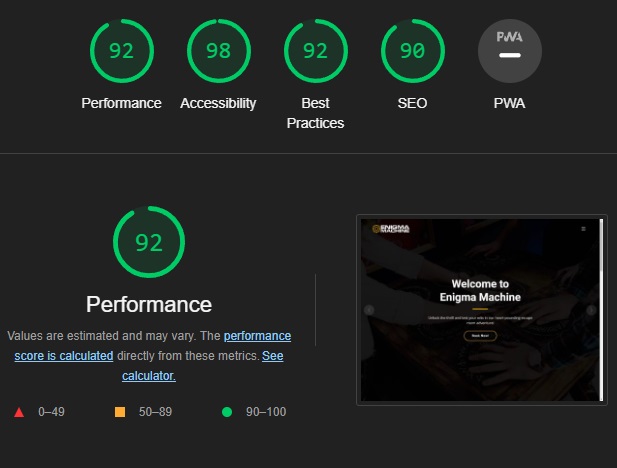 92
98
92
90
PWA
Performance
Accessibility
Best
Practices
SEO
PWA
92
Performance
Values are estimated and may vary. The performance
score is calculated directly from these metrics. See
calculator.
0–49
50–89
90–100
ENIGMA
MACHINE
Welcome to
Enigma Machine
Book Now!